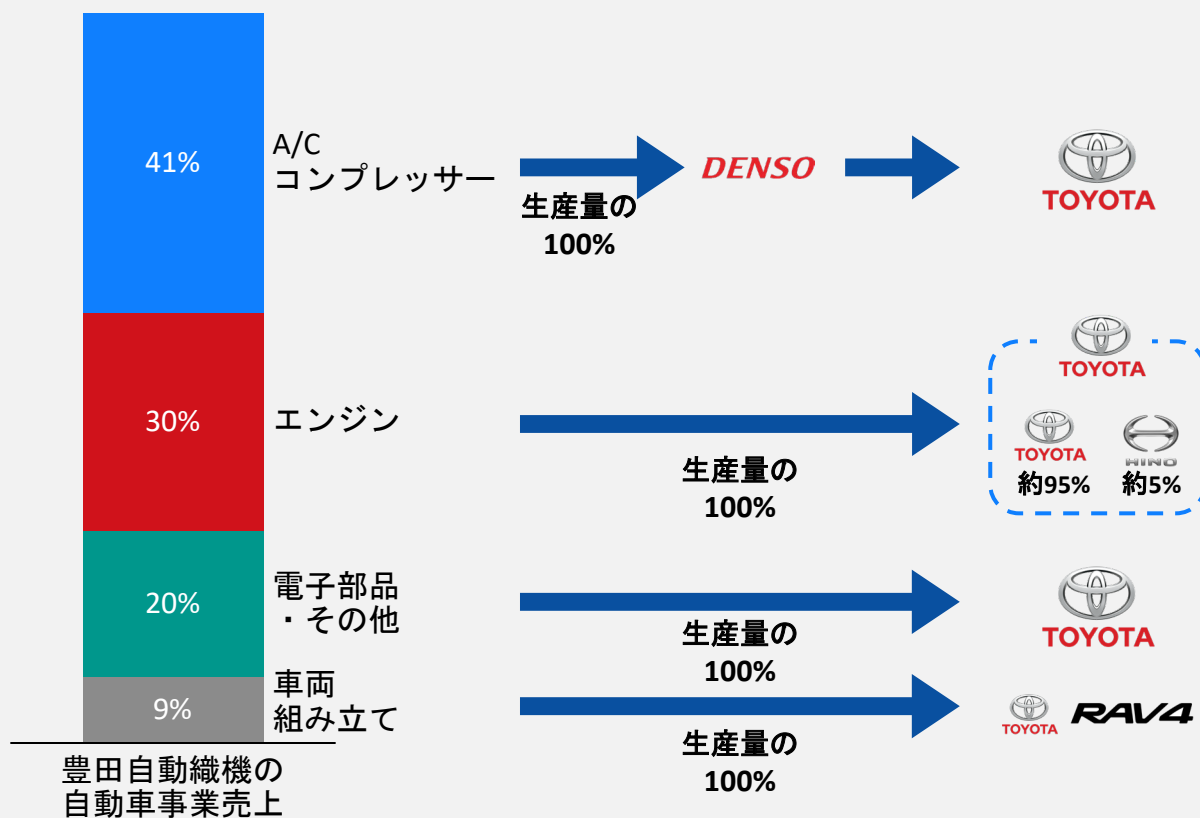 41%
A/C
コンプレッサー
生産量の
100%
DENSO
TOYOTA
30%
エンジン
生産量の
100%
TOYOTA
TOYOTA
約95%
HINO
約5%
20%
電子部品
・その他
生産量の
100%
TOYOTA
9%
車両
組み立て
生産量の
100%
TOYOTA
RAV4
豊田自動織機の
自動車事業売上